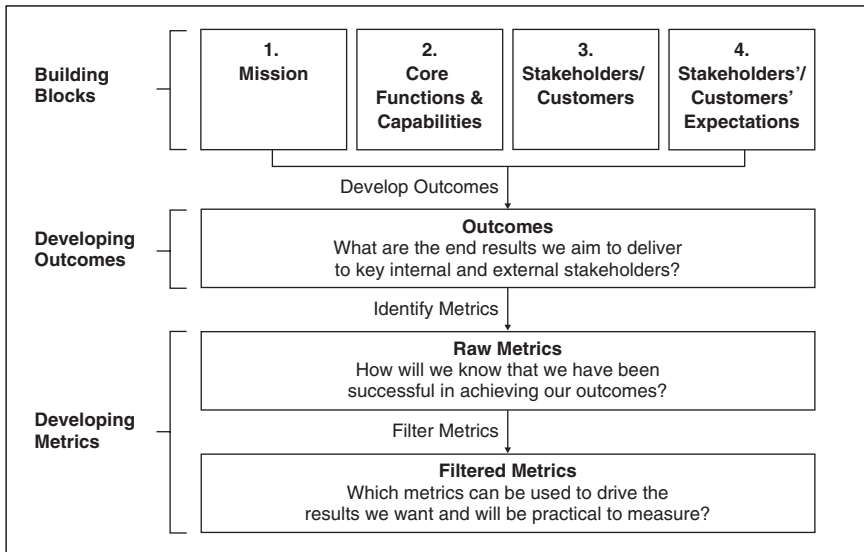 Building
Blocks
1.
Mission
2.
Core
Functions &
Capabilities
3.
Stakeholders/
Customers
4.
Stakeholders’/
Customers’
Expectations
Develop Outcomes
Developing
Outcomes
Outcomes
What are the end results we aim to deliver
to key internal and external stakeholders?
Identify Metrics
Developing
Metrics
Raw Metrics
How will we know that we have been
successful in achieving our outcomes?
Filter Metrics
Filtered Metrics
Which metrics can be used to drive the
results we want and will be practical to measure?